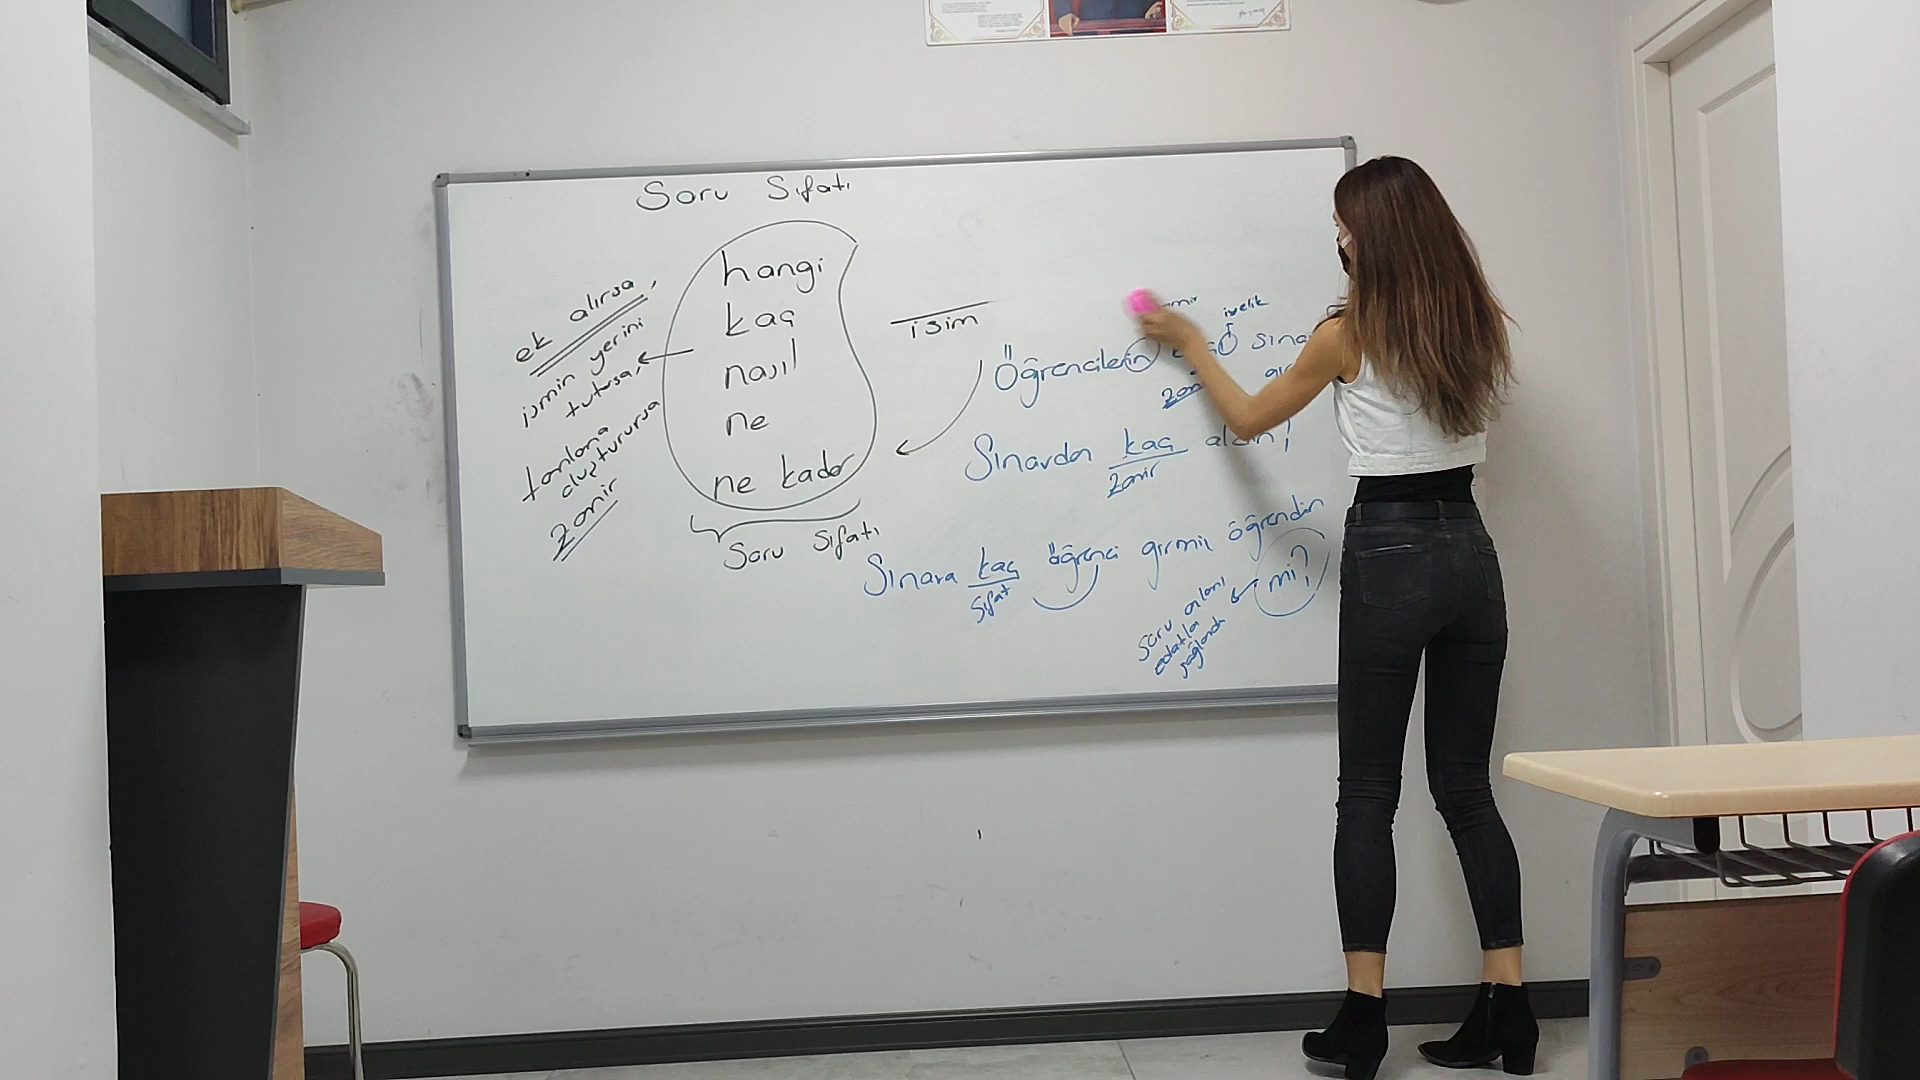 Soru Sıfatı
hangi
kaç
nasıl
ne
ne kadar
Soru Sıfatı
ek alırsa,
ismin yerini
tutarsa,
tamlama
oluşturursa
zamir
isim
iyelik
Öğrencilerin
Sınavdan kaç aldın?
zamir
Sınava kaç öğrenci girmiş öğrendin
sıfat
mi?
soru anlamı
edatla
sağlandı